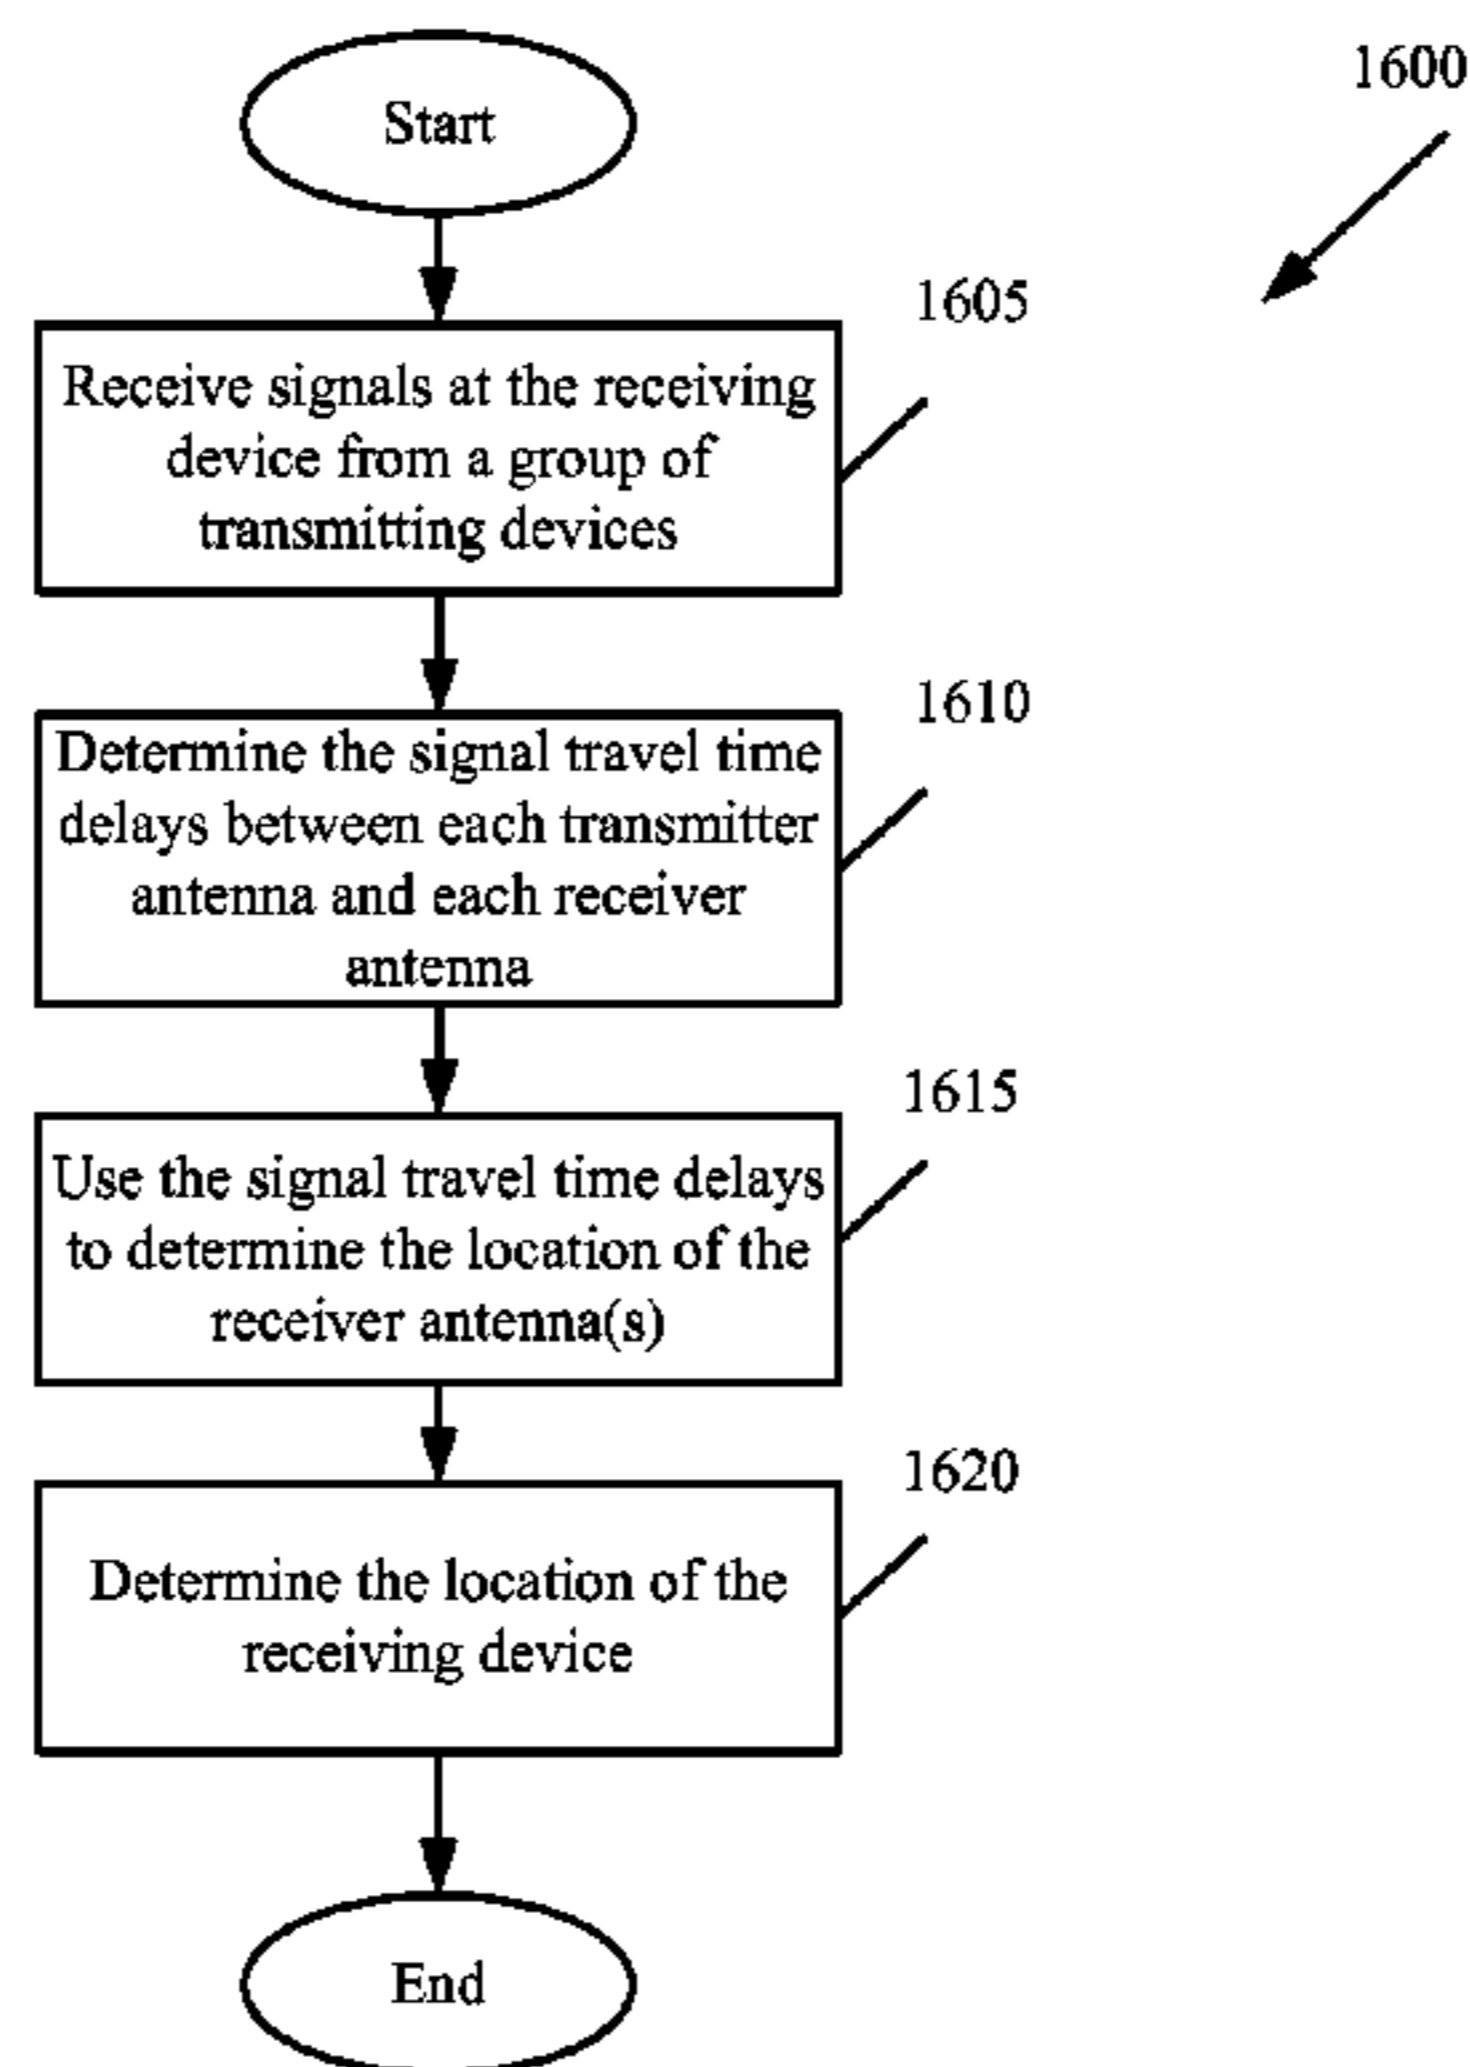 Start
1600
1605
Receive signals at the receiving
device from a group of
transmitting devices
1610
Determine the signal travel time
delays between each transmitter
antenna and each receiver
antenna
1615
Use the signal travel time delays
to determine the location of the
receiver antenna(s)
1620
Determine the location of the
receiving device
End